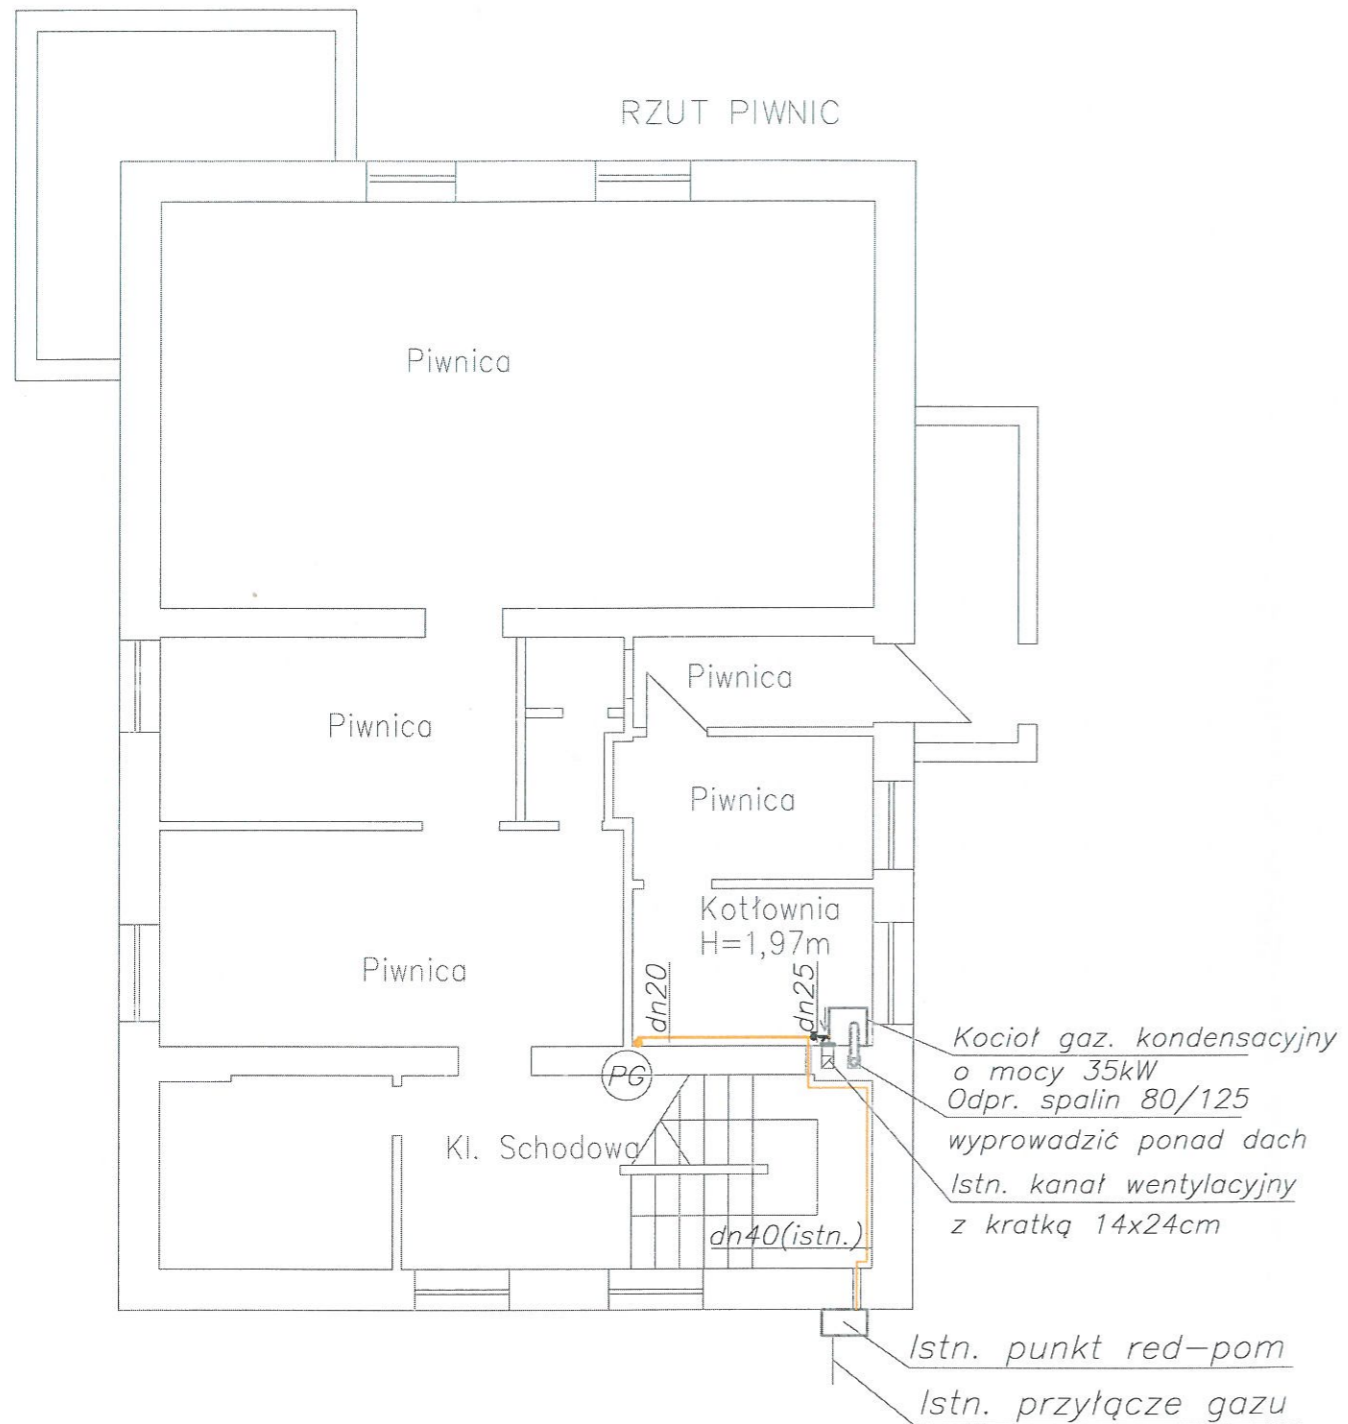 RZUT PIWNIC
Piwnica
Piwnica
Piwnica
Piwnica
Kotłownia
H=1,97m
Piwnica
dn20
dn25
Kocioł gaz. kondensacyjny
o mocy 35kW
Odpr. spalin 80/125
wyprowadzić ponad dach
PG
Kl. Schodowa
Istn. kanał wentylacyjny
z kratką 14x24cm
dn40(istn.)
Istn. punkt red-pom
Istn. przyłącze gazu